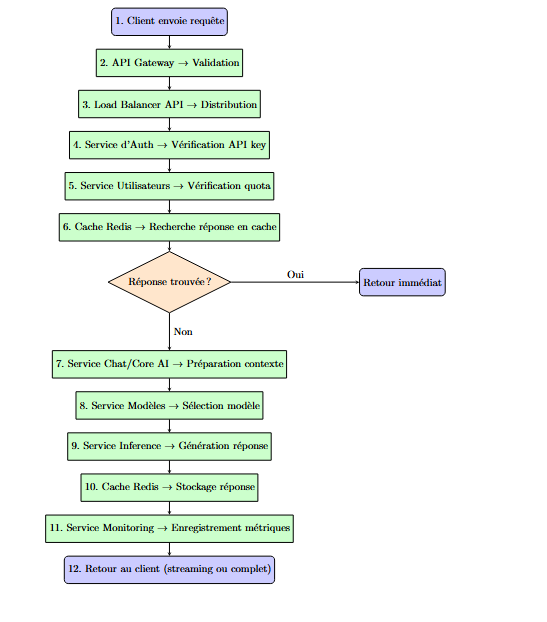 1. Client envoie requête
2. API Gateway → Validation
3. Load Balancer API → Distribution
4. Service d'Auth → Vérification API key
5. Service Utilisateurs → Vérification quota
6. Cache Redis → Recherche réponse en cache
Réponse trouvée ?
Oui
Retour immédiat
Non
7. Service Chat/Core AI → Préparation contexte
8. Service Modèles → Sélection modèle
9. Service Inference → Génération réponse
10. Cache Redis → Stockage réponse
11. Service Monitoring → Enregistrement métriques
12. Retour au client (streaming ou complet)